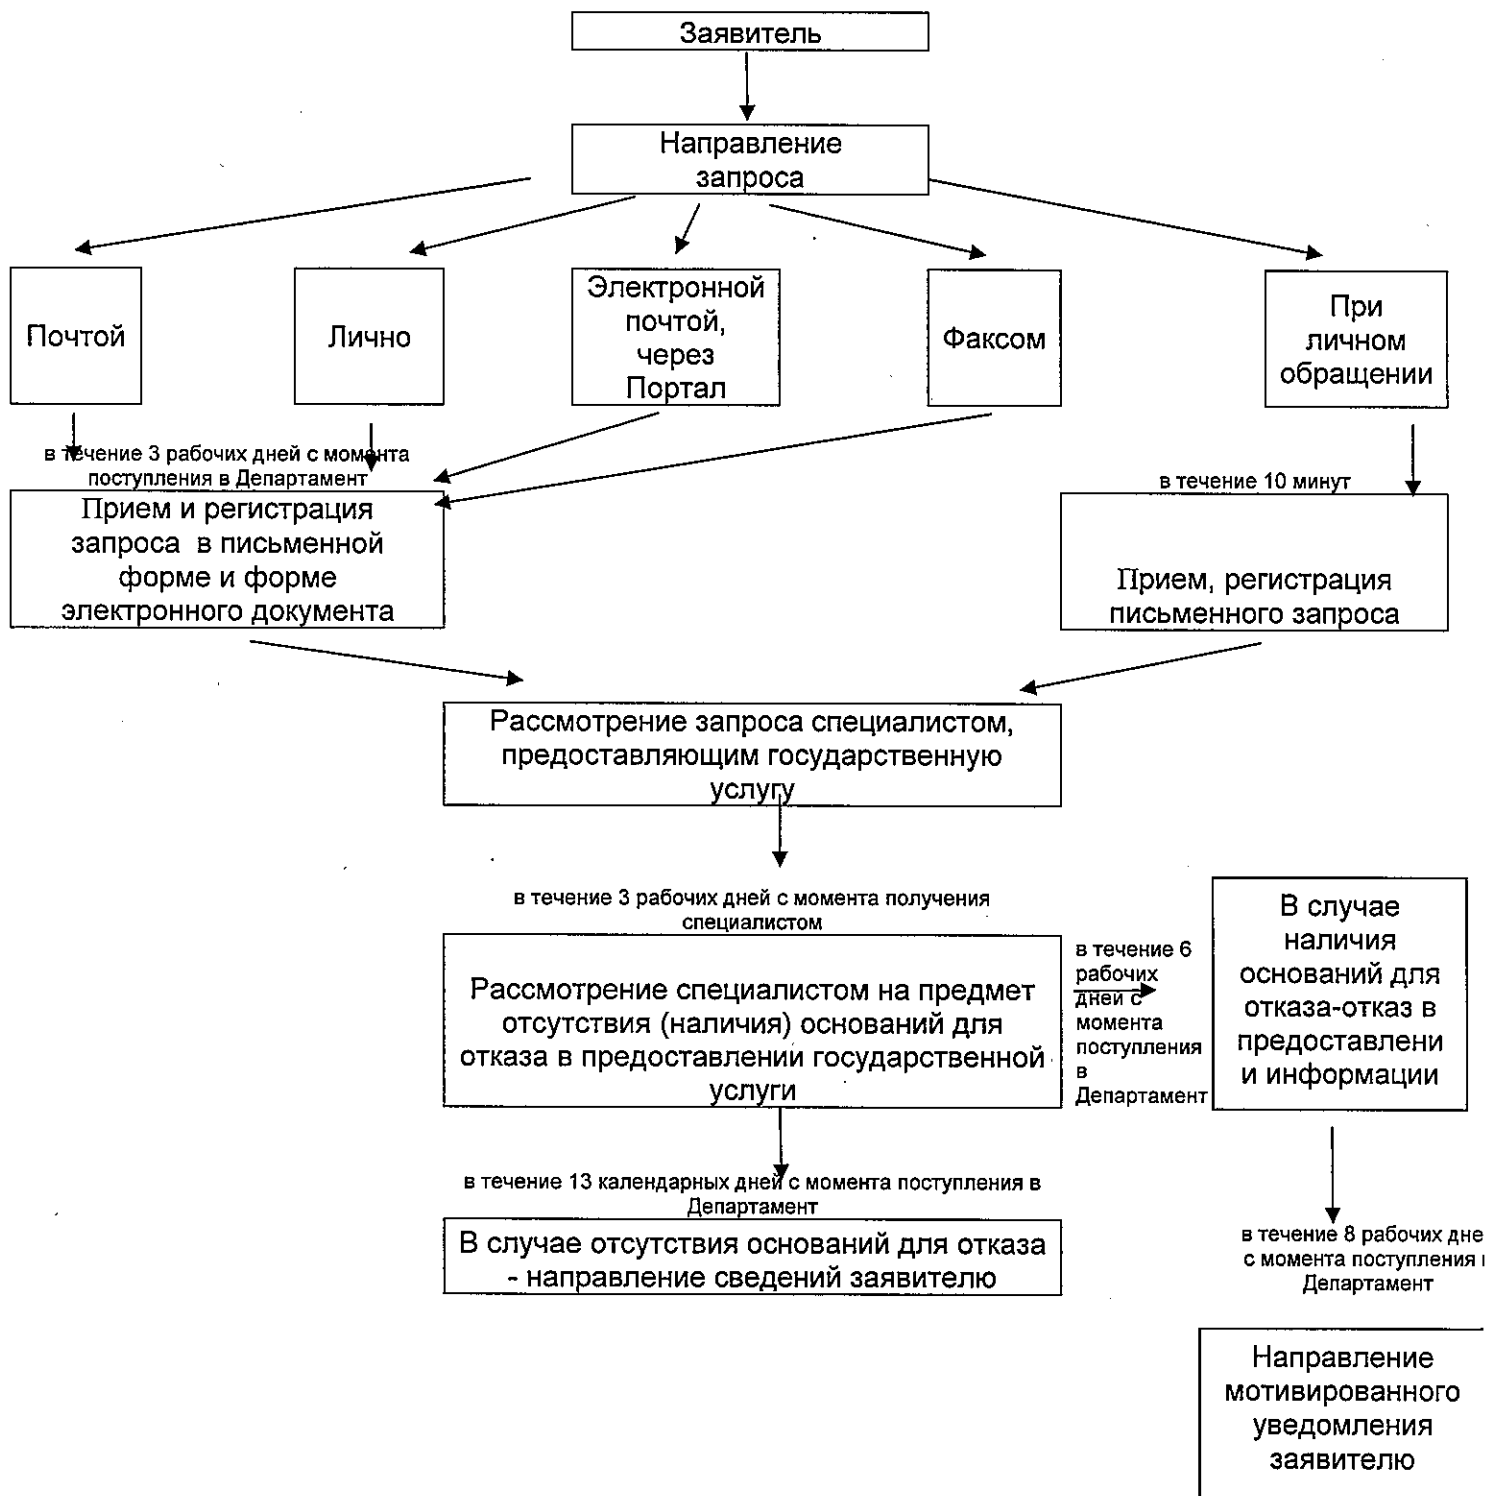 Заявитель
Направление
запроса
Почтой
Лично
Электронной
почтой,
через
Портал
Факсом
При
личном
обращении
в течение 3 рабочих дней с момента
поступления в Департамент
Прием и регистрация
запроса в письменной
форме и форме
электронного документа
в течение 10 минут
Прием, регистрация
письменного запроса
Рассмотрение запроса специалистом,
предоставляющим государственную
услугу
в течение 3 рабочих дней с момента получения
специалистом
Рассмотрение специалистом на предмет
отсутствия (наличия) оснований для
отказа в предоставлении государственной
услуги
в течение 6
рабочих
дней с
момента
поступления
в
Департамент
В случае
наличия
оснований для
отказа-отказ в
предоставлени
и информации
в течение 13 календарных дней с момента поступления в
Департамент
В случае отсутствия оснований для отказа
- направление сведений заявителю
в течение 8 рабочих дне
с момента поступления
Департамент
Направление
мотивированного
уведомления
заявителю